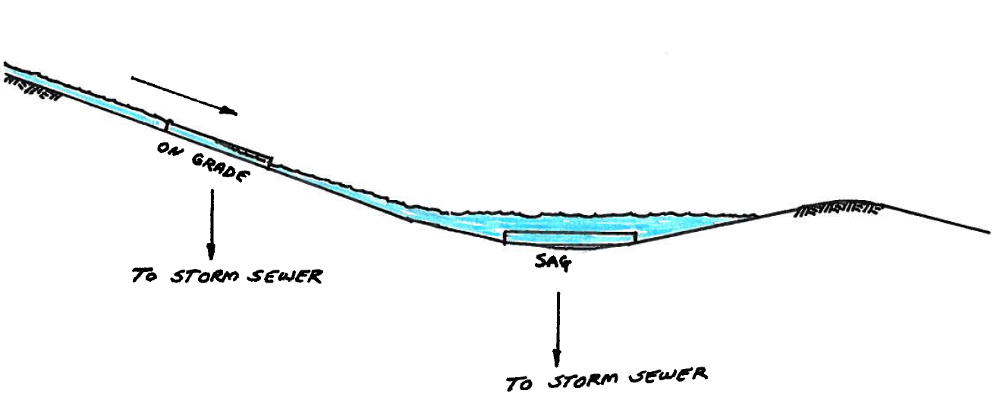 ON GRADE
TO STORM SEWER
SAG
TO STORM SEWER